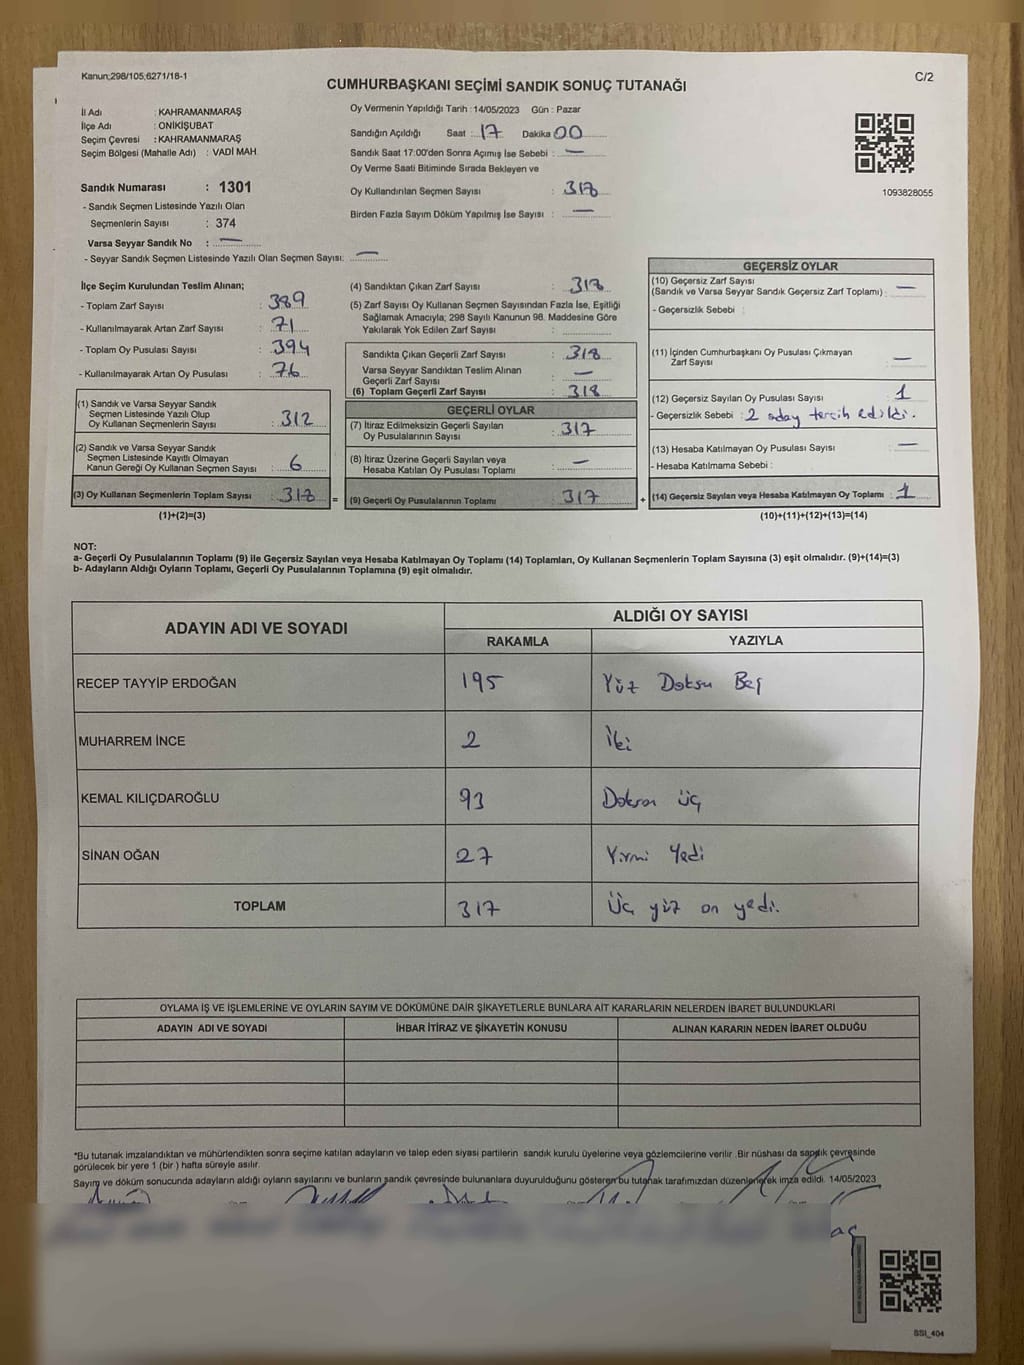 Kanun;298/105;6271/16-1
C/2
CUMHURBAŞKANI SEÇİMİ SANDIK SONUÇ TUTANAĞI
İl Adı : KAHRAMANMARAŞ
İlçe Adı : ONİKİŞUBAT
Seçim Çevresi : KAHRAMANMARAŞ
Seçim Bölgesi (Mahalle Adı) : VADİ MAH.
Sandık Numarası : 1301
- Sandık Seçmen Listesinde Yazılı Olan
Seçmenlerin Sayısı : 374
Varsa Seyyar Sandık No : —
- Seyyar Sandık Seçmen Listesinde Yazılı Olan Seçmen Sayısı: —
Oy Vermenin Yapıldığı Tarih : 14/05/2023 Gün : Pazar
Sandığın Açıldığı Saat : 17 Dakika 00
Sandık Saat 17:00'den Sonra Açımış İse Sebebi : —
Oy Verme Saati Bitiminde Sırada Bekleyen ve
Oy Kullandırılan Seçmen Sayısı : 318
Birden Fazla Sayım Döküm Yapılmış İse Sayısı : —
1093828055
İlçe Seçim Kurulundan Teslim Alınan;
- Toplam Zarf Sayısı : 389
- Kullanılmayarak Artan Zarf Sayısı : 71
- Toplam Oy Pusulası Sayısı : 394
- Kullanılmayarak Artan Oy Pusulası : 76
(1) Sandık ve Varsa Seyyar Sandık
Seçmen Listesinde Yazılı Olup
Oy Kullanan Seçmenlerin Sayısı : 312
(2) Sandık ve Varsa Seyyar Sandık
Seçmen Listesinde Kayıtlı Olmayan
Kanun Gereği Oy Kullanan Seçmen Sayısı : 6
(3) Oy Kullanan Seçmenlerin Toplam Sayısı : 318
(1)+(2)=(3)
=
(4) Sandıktan Çıkan Zarf Sayısı : 318
(5) Zarf Sayısı Oy Kullanan Seçmen Sayısından Fazla İse, Eşitliği
Sağlamak Amacıyla; 298 Sayılı Kanunun 98. Maddesine Göre
Yakılarak Yok Edilen Zarf Sayısı :
Sandıkta Çıkan Geçerli Zarf Sayısı : 318
Varsa Seyyar Sandıktan Teslim Alınan
Geçerli Zarf Sayısı : —
(6) Toplam Geçerli Zarf Sayısı : 318
GEÇERLİ OYLAR
(7) İtiraz Edilmeksizin Geçerli Sayılan
Oy Pusulalarının Sayısı : 317
(8) İtiraz Üzerine Geçerli Sayılan veya
Hesaba Katılan Oy Pusulası Toplamı : —
(9) Geçerli Oy Pusulalarının Toplamı : 317
+
GEÇERSİZ OYLAR
(10) Geçersiz Zarf Sayısı
(Sandık ve Varsa Seyyar Sandık Geçersiz Zarf Toplamı) : —
- Geçersizlik Sebebi :
(11) İçinden Cumhurbaşkanı Oy Pusulası Çıkmayan
Zarf Sayısı : —
(12) Geçersiz Sayılan Oy Pusulası Sayısı : 1
- Geçersizlik Sebebi : 2 aday tercih edildi.
(13) Hesaba Katılmayan Oy Pusulası Sayısı : —
- Hesaba Katılmama Sebebi :
(14) Geçersiz Sayılan veya Hesaba Katılmayan Oy Toplamı : 1
(10)+(11)+(12)+(13)=(14)
NOT:
a- Geçerli Oy Pusulalarının Toplamı (9) ile Geçersiz Sayılan veya Hesaba Katılmayan Oy Toplamı (14) Toplamları, Oy Kullanan Seçmenlerin Toplam Sayısına (3) eşit olmalıdır. (9)+(14)=(3)
b- Adayların Aldığı Oyların Toplamı, Geçerli Oy Pusulalarının Toplamına (9) eşit olmalıdır.
ADAYIN ADI VE SOYADI
ALDIĞI OY SAYISI
RAKAMLA YAZIYLA
RECEP TAYYİP ERDOĞAN 195 Yüz Doksn Beş
MUHARREM İNCE 2 İki
KEMAL KILIÇDAROĞLU 93 Doksan üç
SİNAN OĞAN 27 Yirmi Yedi
TOPLAM 317 Üç yüz on yedi.
OYLAMA İŞ VE İŞLEMLERİNE VE OYLARIN SAYIM VE DÖKÜMÜNE DAİR ŞİKAYETLERLE BUNLARA AİT KARARLARIN NELERDEN İBARET BULUNDUKLARI
ADAYIN ADI VE SOYADI İHBAR İTİRAZ VE ŞİKAYETİN KONUSU ALINAN KARARIN NEDEN İBARET OLDUĞU
*Bu tutanak imzalandıktan ve mühürlendikten sonra seçime katılan adayların ve talep eden siyasi partilerin sandık kurulu üyelerine veya gözlemcilerine verilir .Bir nüshası da sandık çevresinde
görülecek bir yere 1 (bir ) hafta süreyle asılır.
Sayım ve döküm sonucunda adayların aldığı oyların sayılarını ve bunların sandık çevresinde bulunanlara duyurulduğunu gösteren bu tutanak tarafımızdan düzenlenerek imza edildi. 14/05/2023
BSI_404